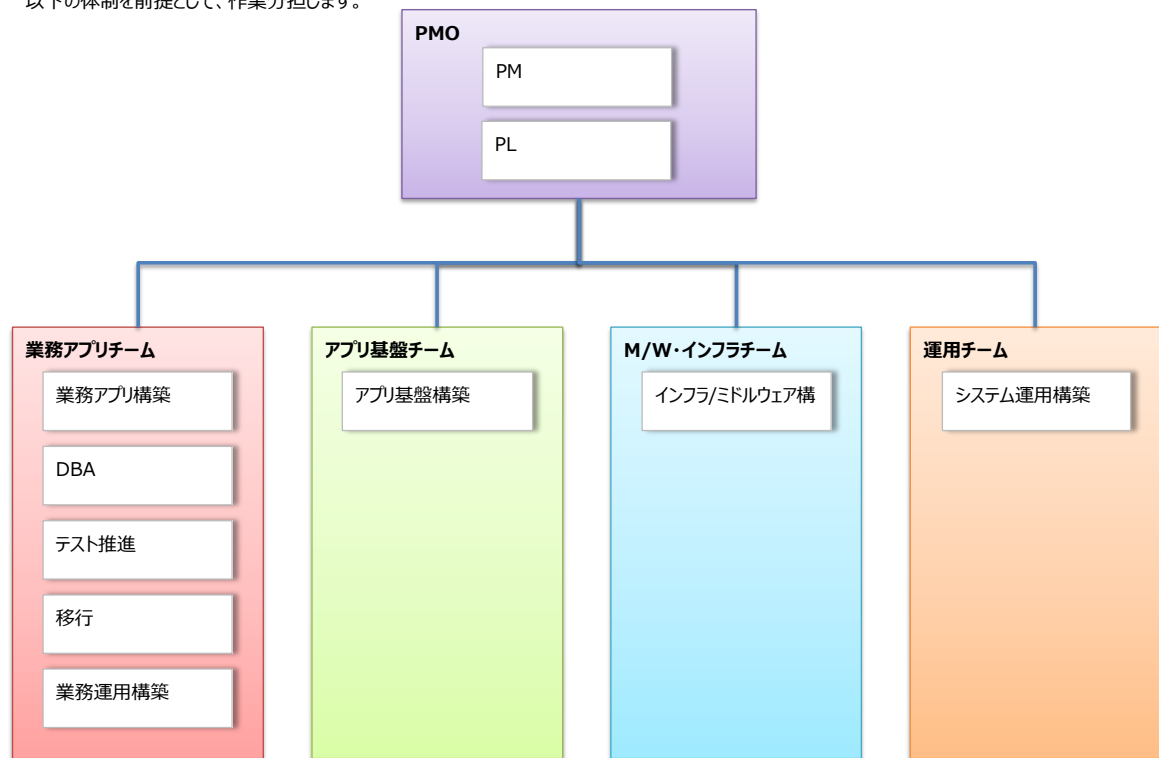 以下の体制を前提として、作業分担します。
PMO
PM
PL
業務アプリチーム
業務アプリ構築
DBA
テスト推進
移行
業務運用構築
アプリ基盤チーム
アプリ基盤構築
M/W・インフラチーム
インフラ/ミドルウェア構
運用チーム
システム運用構築